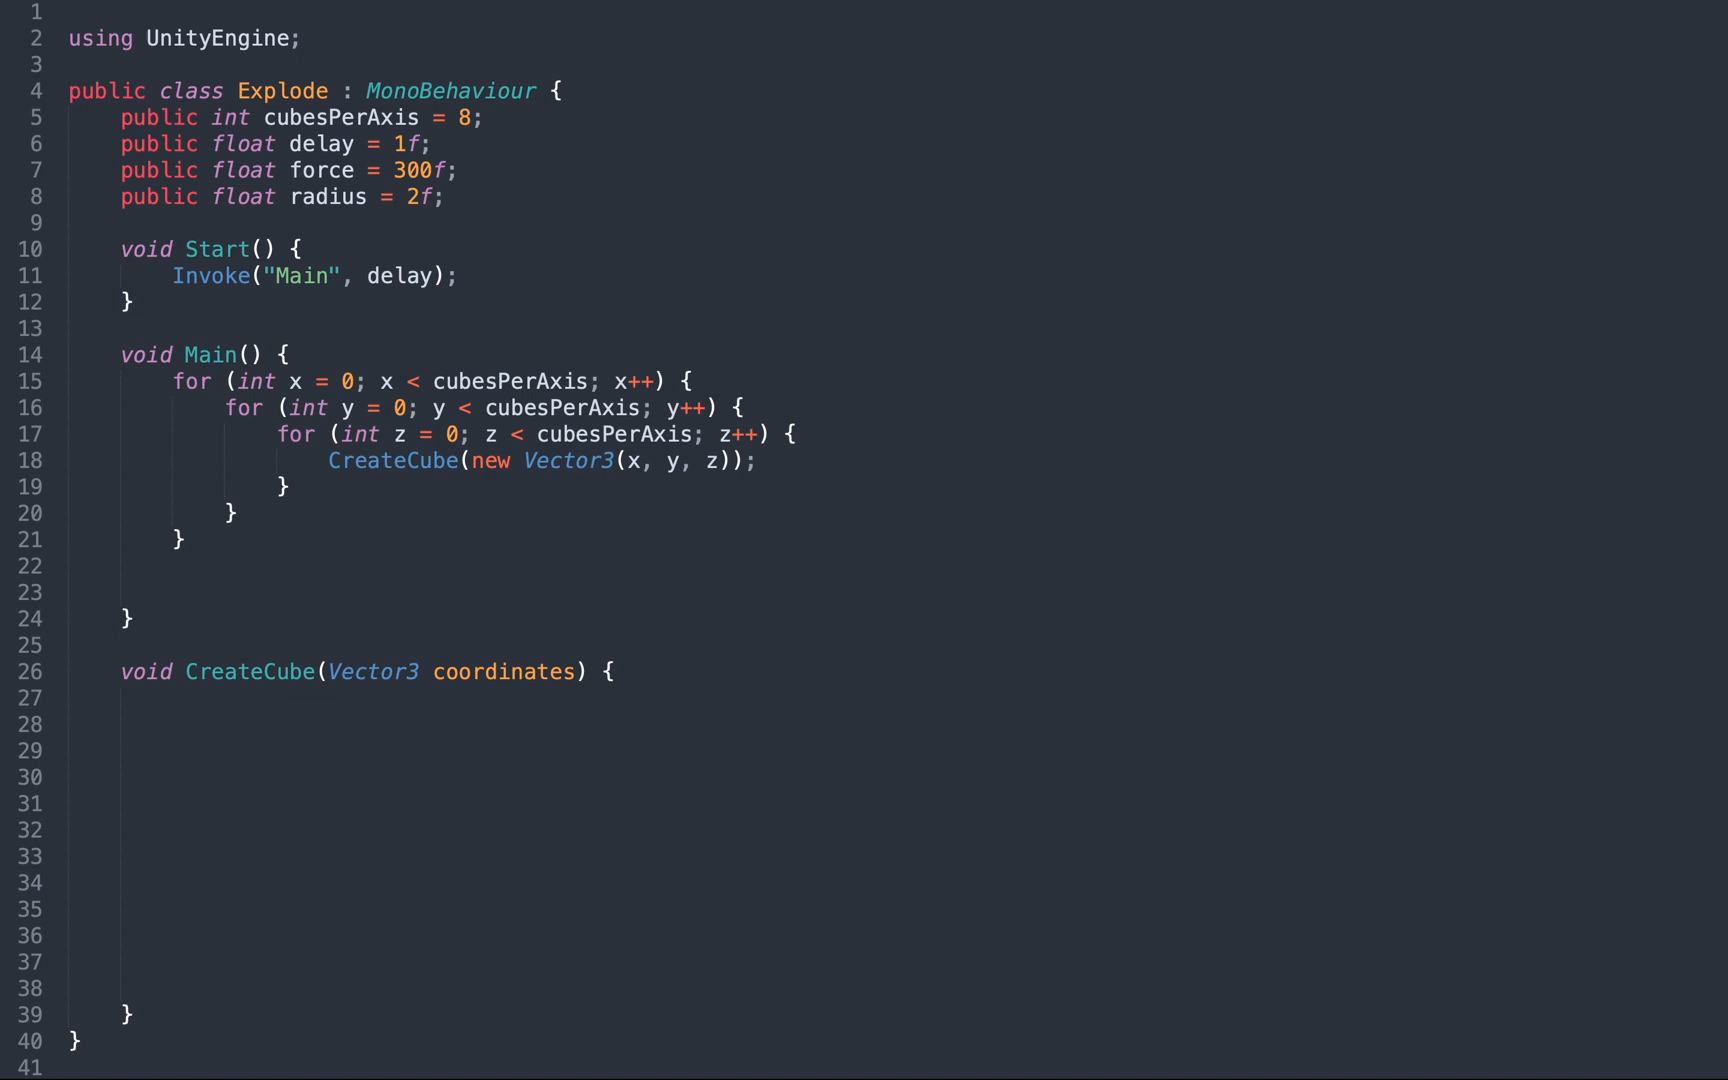 1
2 using UnityEngine;
3
4 public class Explode : MonoBehaviour {
5 public int cubesPerAxis = 8;
6 public float delay = 1f;
7 public float force = 300f;
8 public float radius = 2f;
9
10 void Start() {
11 Invoke("Main", delay);
12 }
13
14 void Main() {
15 for (int x = 0; x < cubesPerAxis; x++) {
16 for (int y = 0; y < cubesPerAxis; y++) {
17 for (int z = 0; z < cubesPerAxis; z++) {
18 CreateCube(new Vector3(x, y, z));
19 }
20 }
21 }
22
23
24 }
25
26 void CreateCube(Vector3 coordinates) {
27
28
29
30
31
32
33
34
35
36
37
38
39 }
40 }
41